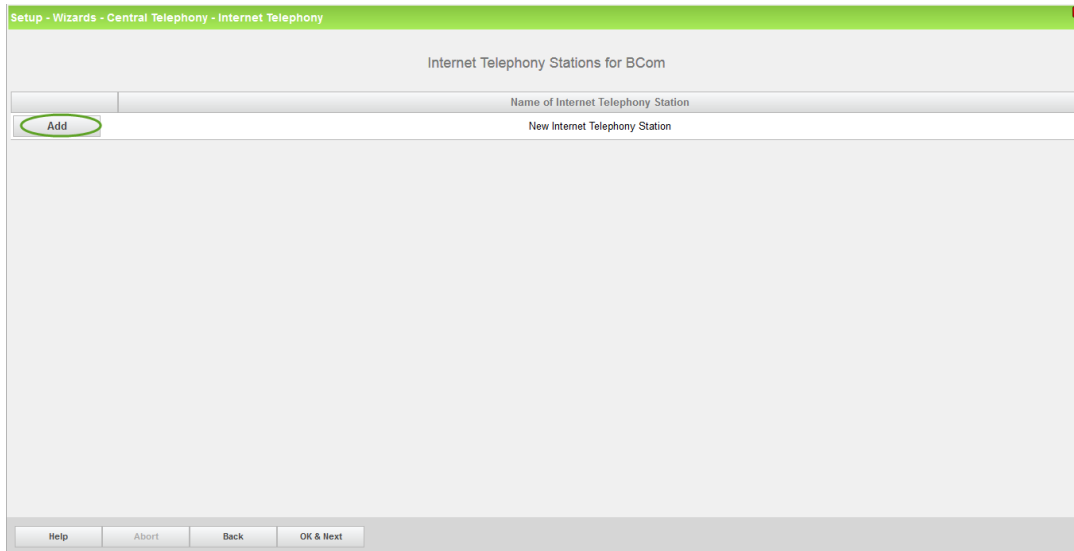 Setup - Wizards - Central Telephony - Internet Telephony
Internet Telephony Stations for BCom
Name of Internet Telephony Station
Add New Internet Telephony Station
Help Abort Back OK & Next